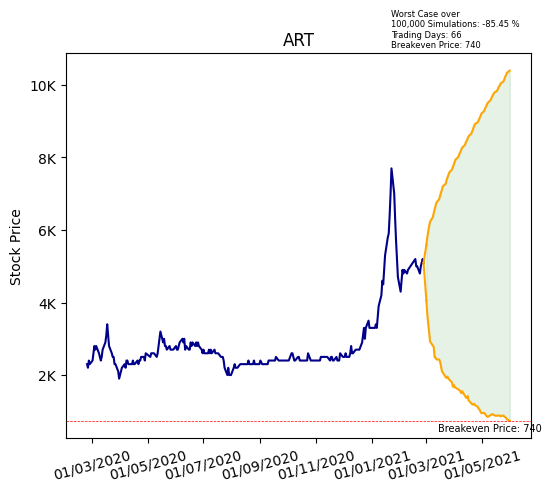 Worst Case over
100,000 Simulations: -85.45 %
Trading Days: 66
Breakeven Price: 740
ART
Stock Price
10K
8K
6K
4K
2K
Breakeven Price: 740
01/03/2020 01/05/2020 01/07/2020 01/09/2020 01/11/2020 01/01/2021 01/03/2021 01/05/2021